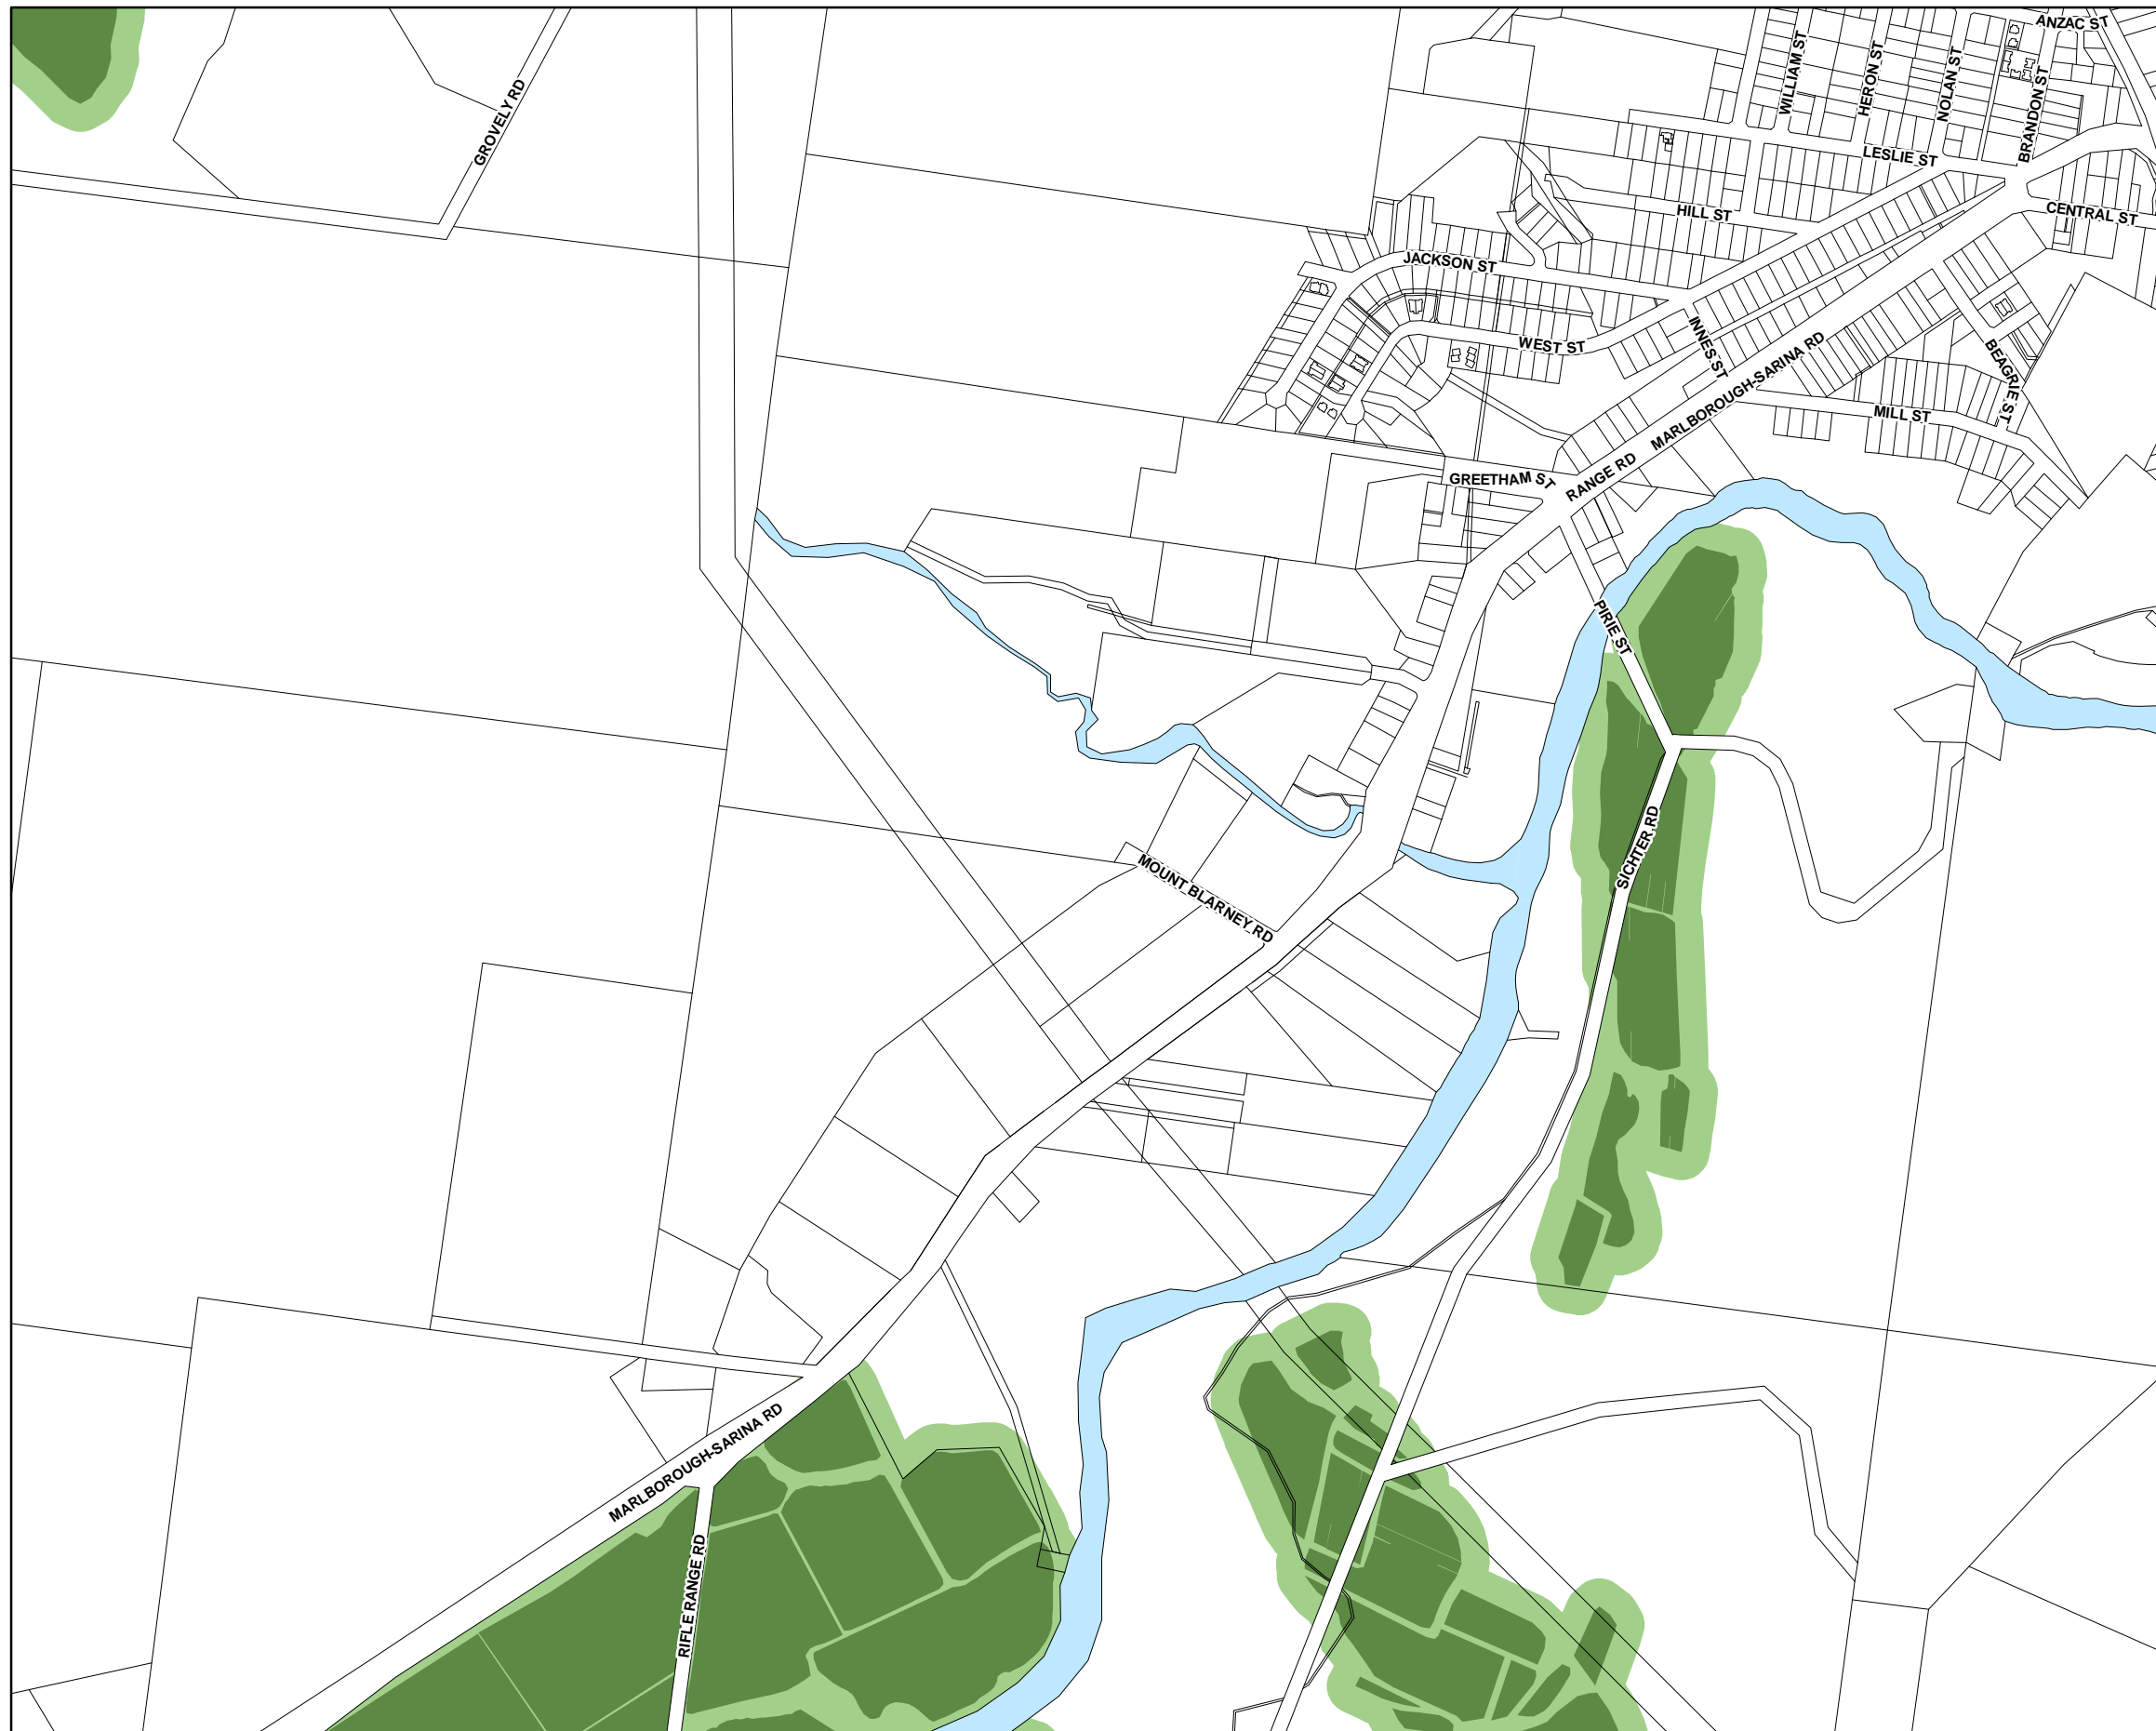 ANZAC ST
WILLIAM ST
HERON ST
NOLAN ST
BRANDON ST
GROVELY RD
LESLIE ST
HILL ST
CENTRAL ST
JACKSON ST
WEST ST
INNES ST
BEAGRIE ST
MARLBOROUGH-SARINA RD
MILL ST
GREETHAM ST
RANGE RD
PIRIE ST
SICHTER RD
MOUNT BLARNEY RD
MARLBOROUGH-SARINA RD
RIFLE RANGE RD